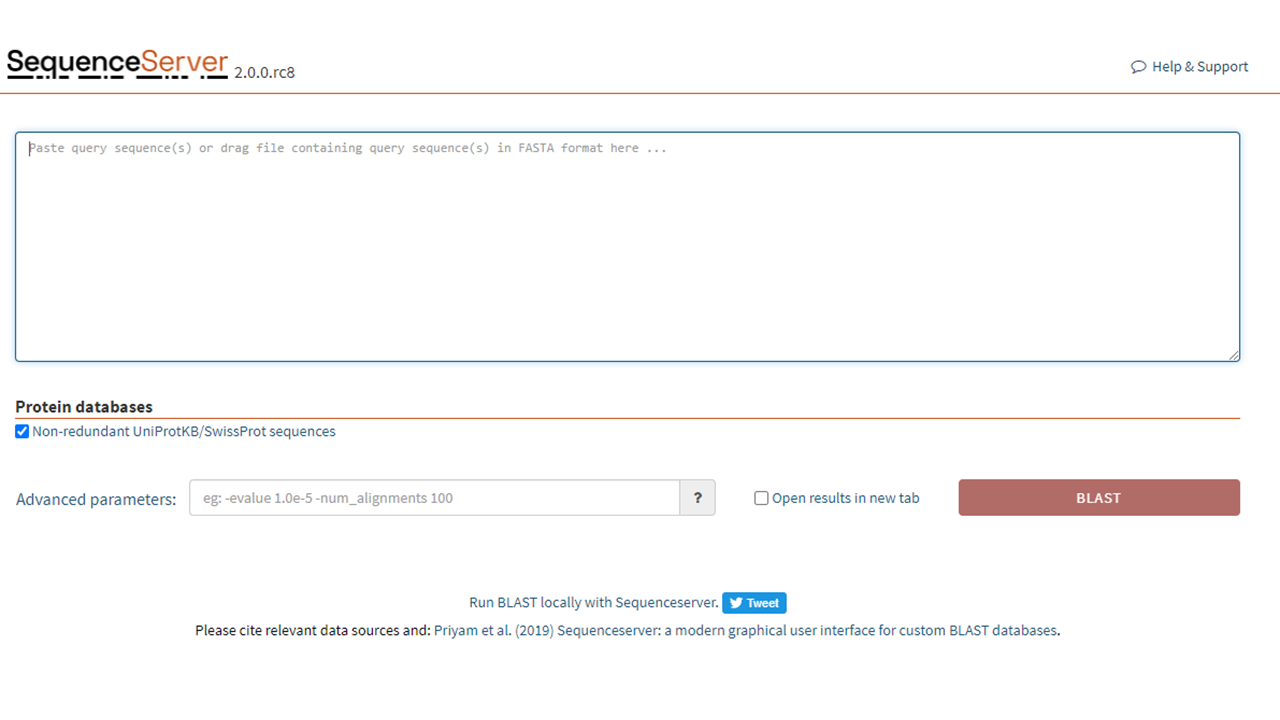 SequenceServer 2.0.0.rc8
Help & Support
Paste query sequence(s) or drag file containing query sequence(s) in FASTA format here ...
Protein databases
Non-redundant UniProtKB/SwissProt sequences
Advanced parameters: eg: -evalue 1.0e-5 -num_alignments 100 ? Open results in new tab BLAST
Run BLAST locally with Sequenceserver. Tweet
Please cite relevant data sources and: Priyam et al. (2019) Sequenceserver: a modern graphical user interface for custom BLAST databases.